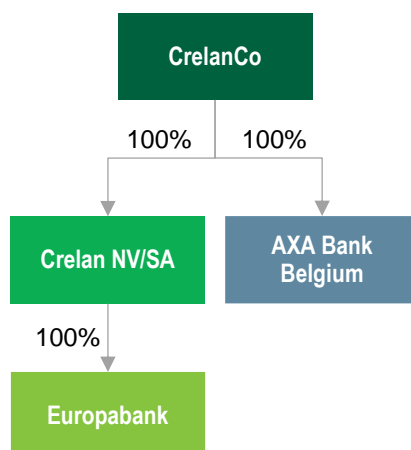 CrelanCo
100%
100%
Crelan NV/SA
AXA Bank
Belgium
100%
Europabank